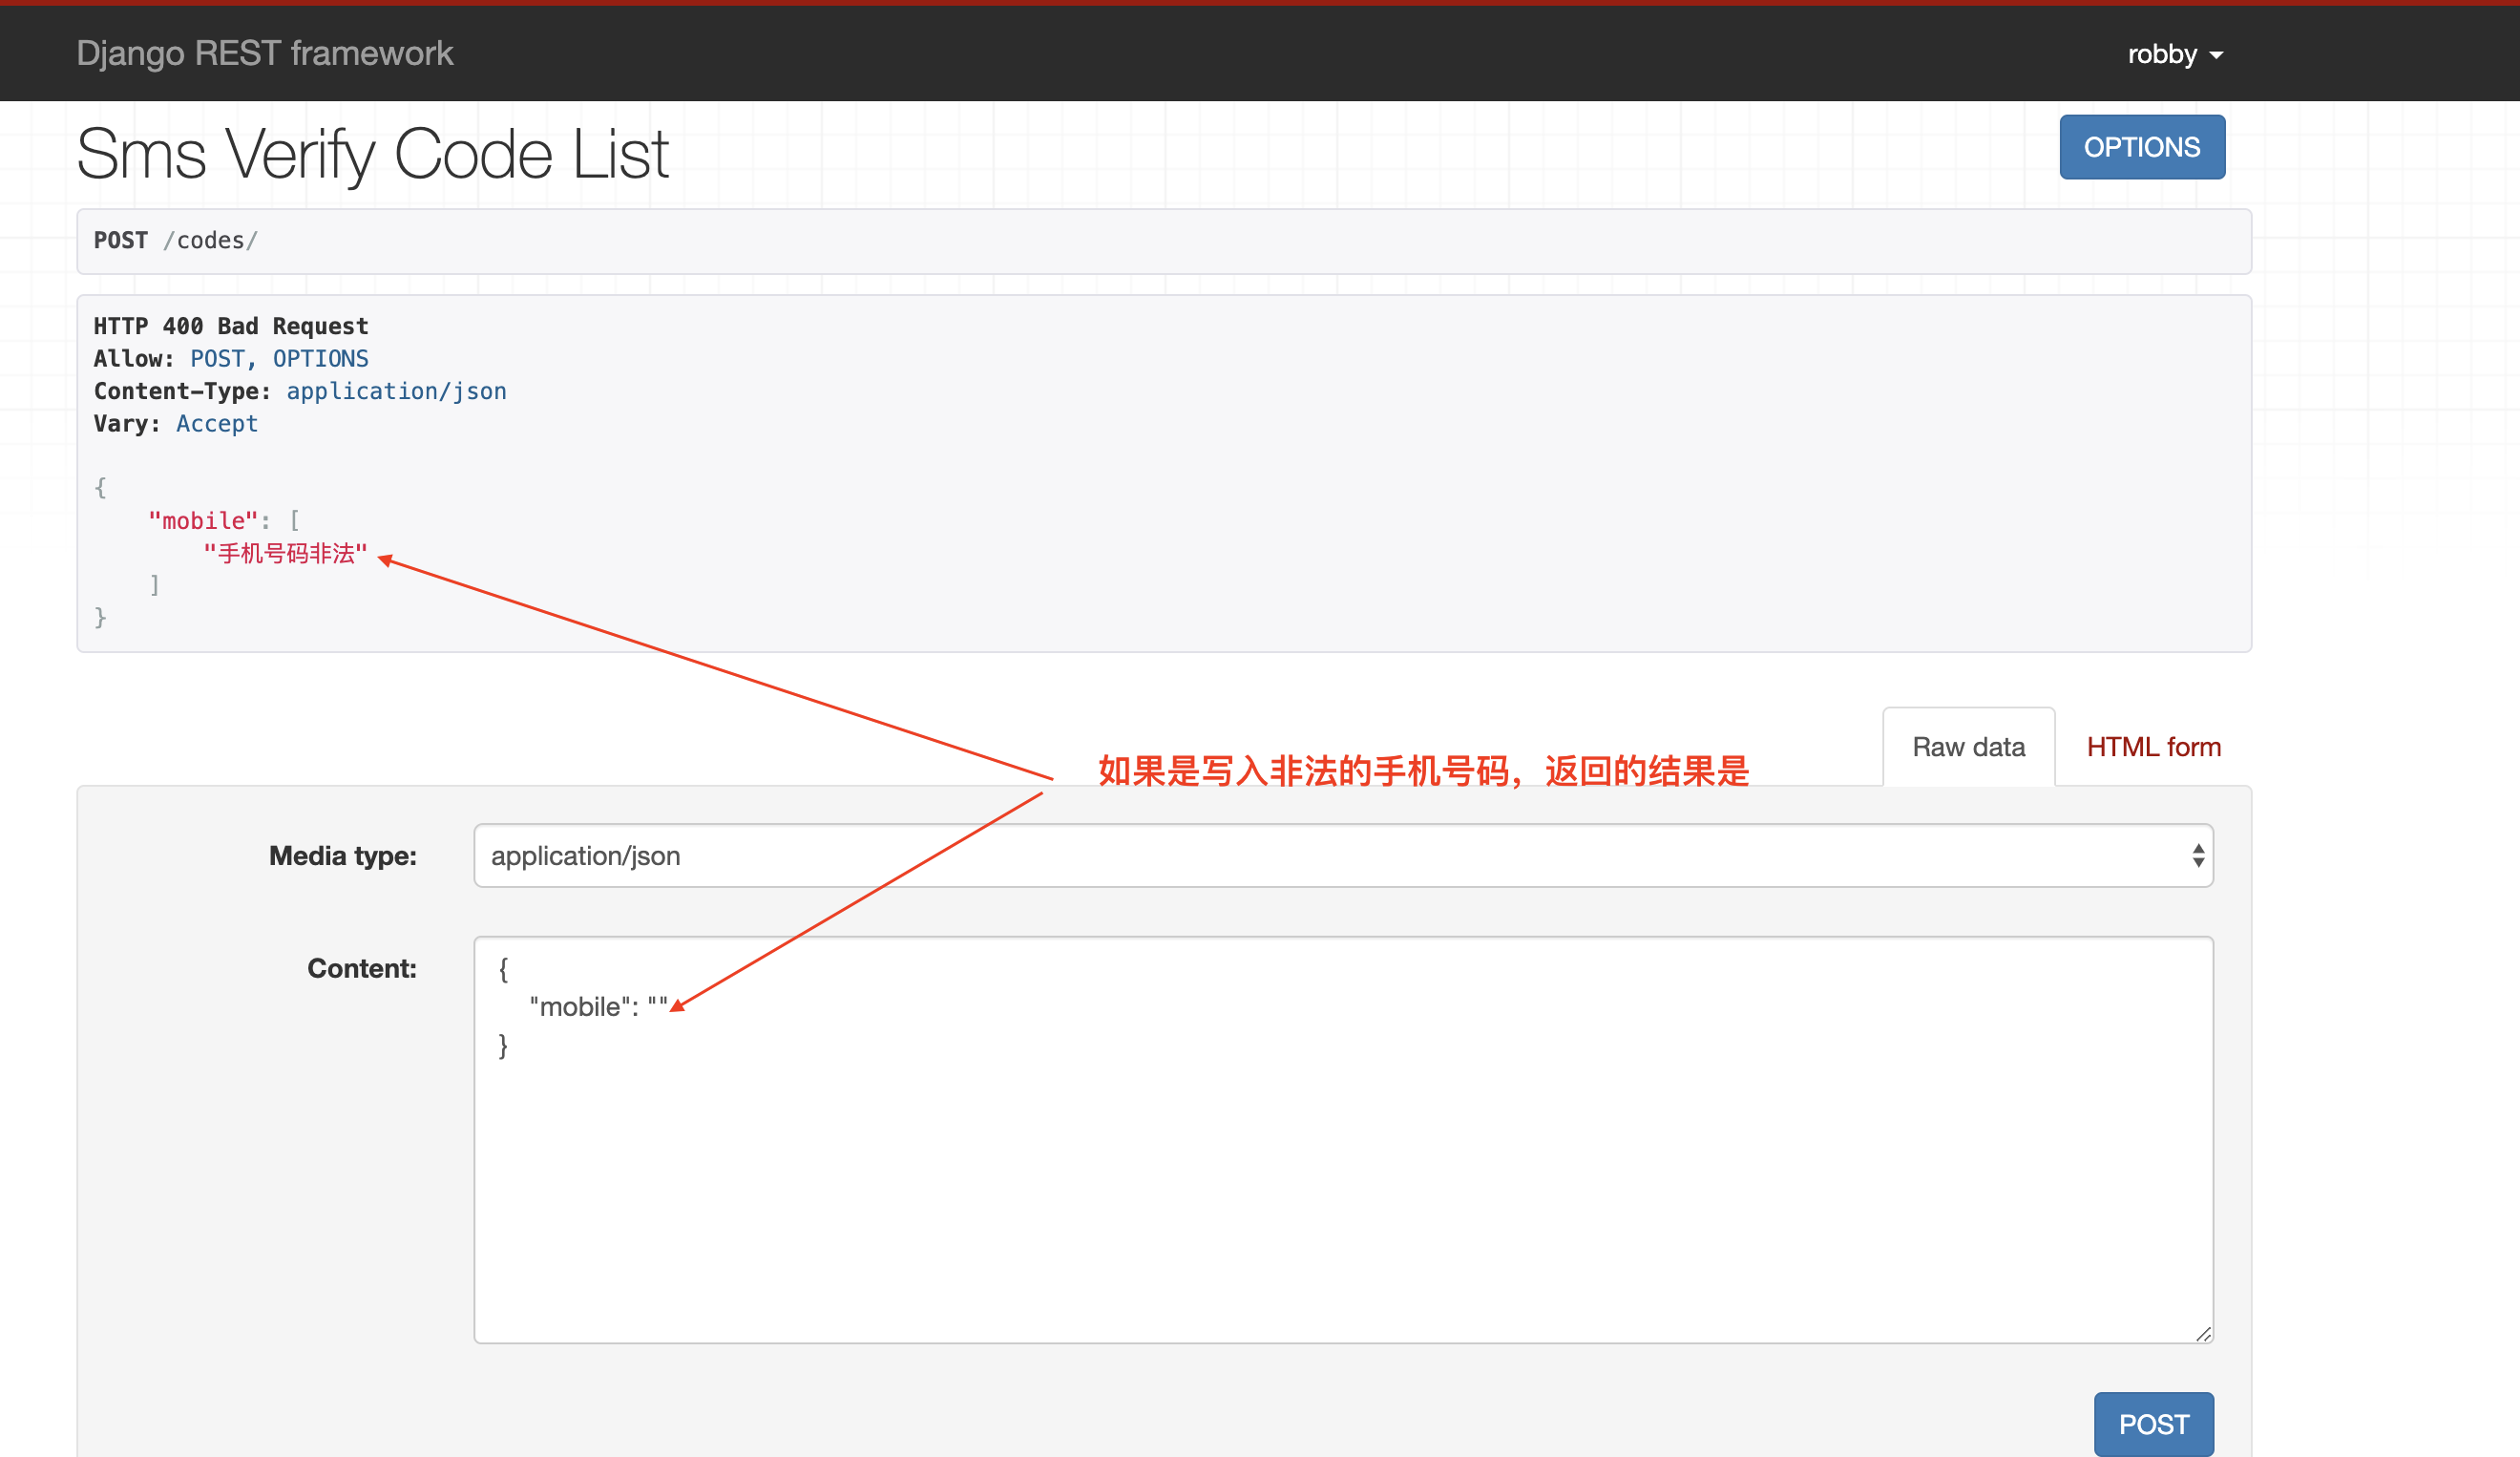 Django REST framework
robby
Sms Verify Code List
OPTIONS
POST /codes/
HTTP 400 Bad Request
Allow: POST, OPTIONS
Content-Type: application/json
Vary: Accept
{
    "mobile": [
        "手机号码非法"
    ]
}
如果是写入非法的手机号码，返回的结果是
Raw data
HTML form
Media type:
application/json
Content:
{
    "mobile": ""
}
POST